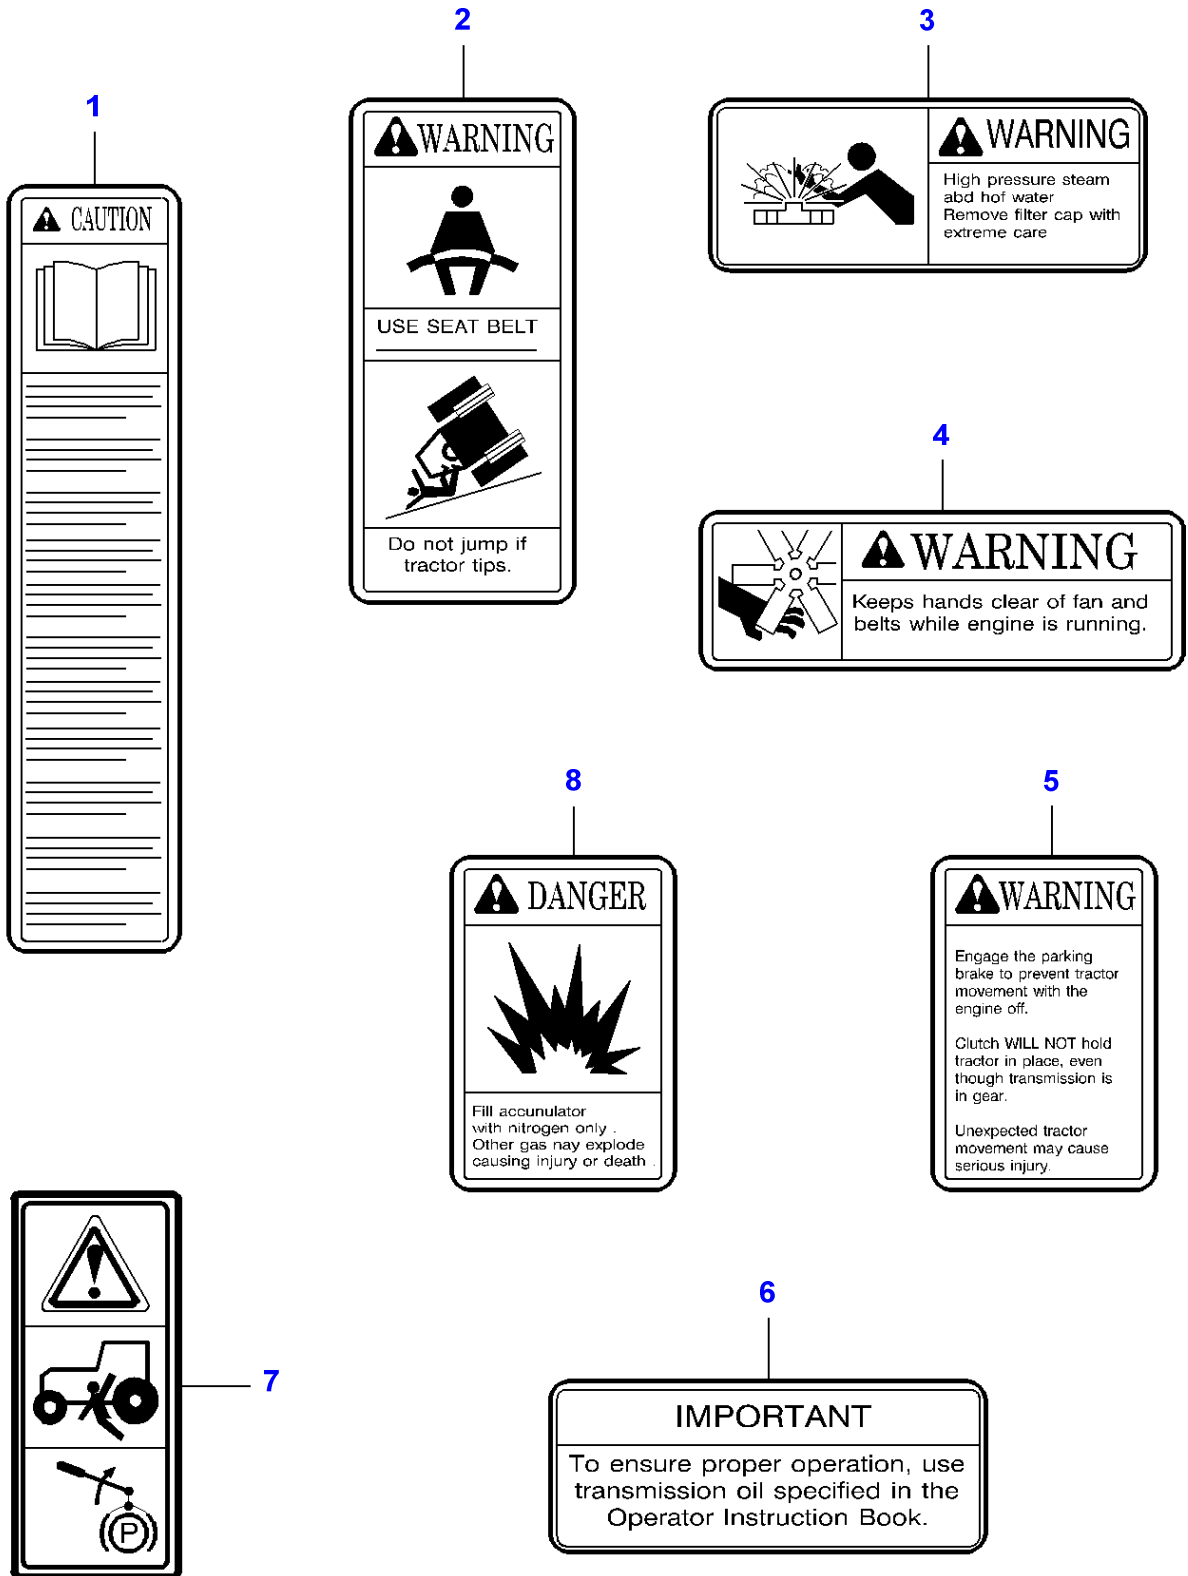 1
CAUTION
2
WARNING
USE SEAT BELT
Do not jump if
tractor tips.
3
WARNING
High pressure steam
abd hof water
Remove filter cap with
extreme care
4
WARNING
Keeps hands clear of fan and
belts while engine is running.
8
DANGER
Fill accunulator
with nitrogen only .
Other gas nay explode
causing injury or death .
5
WARNING
Engage the parking
brake to prevent tractor
movement with the
engine off.
Clutch WILL NOT hold
tractor in place, even
though transmission is
in gear.
Unexpected tractor
movement may cause
serious injury.
7
P
6
IMPORTANT
To ensure proper operation, use
transmission oil specified in the
Operator Instruction Book.